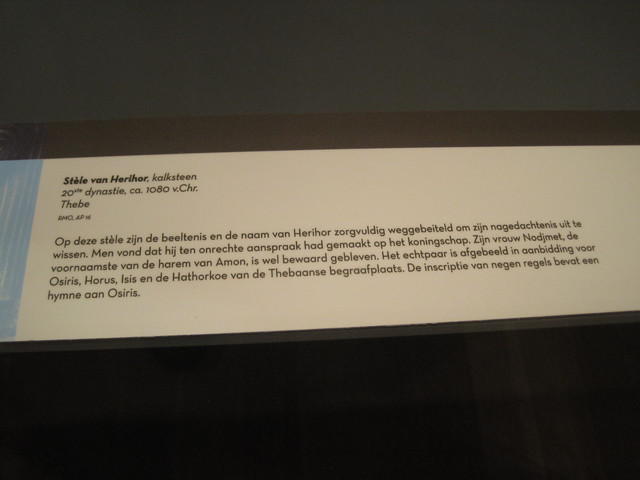 Stèle van Herihor, kalksteen
20ste dynastie, ca. 1080 v.Chr.
Thebe
RMO, AP 16
Op deze stèle zijn de beeltenis en de naam van Herihor zorgvuldig weggebeiteld om zijn nagedachtenis uit te
wissen. Men vond dat hij ten onrechte aanspraak had gemaakt op het koningschap. Zijn vrouw Nodjmet, de
voornaamste van de harem van Amon, is wel bewaard gebleven. Het echtpaar is afgebeeld in aanbidding voor
Osiris, Horus, Isis en de Hathorkoe van de Thebaanse begraafplaats. De inscriptie van negen regels bevat een
hymne aan Osiris.